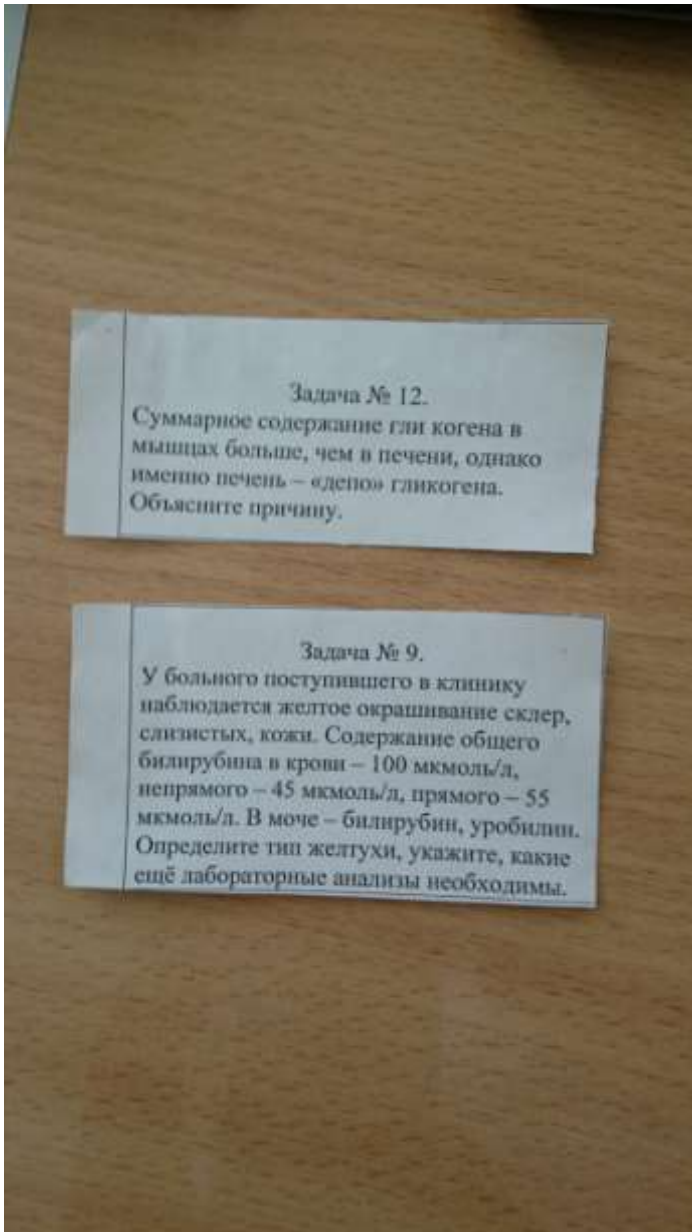 Задача № 12.
Суммарное содержание гли когена в
мышцах больше, чем в печени, однако
именно печень – «депо» гликогена.
Объясните причину.
Задача № 9.
У больного поступившего в клинику
наблюдается желтое окрашивание склер,
слизистых, кожи. Содержание общего
билирубина в крови – 100 мкмоль/л,
непрямого – 45 мкмоль/л, прямого – 55
мкмоль/л. В моче – билирубин, уробилин.
Определите тип желтухи, укажите, какие
ещё лабораторные анализы необходимы.